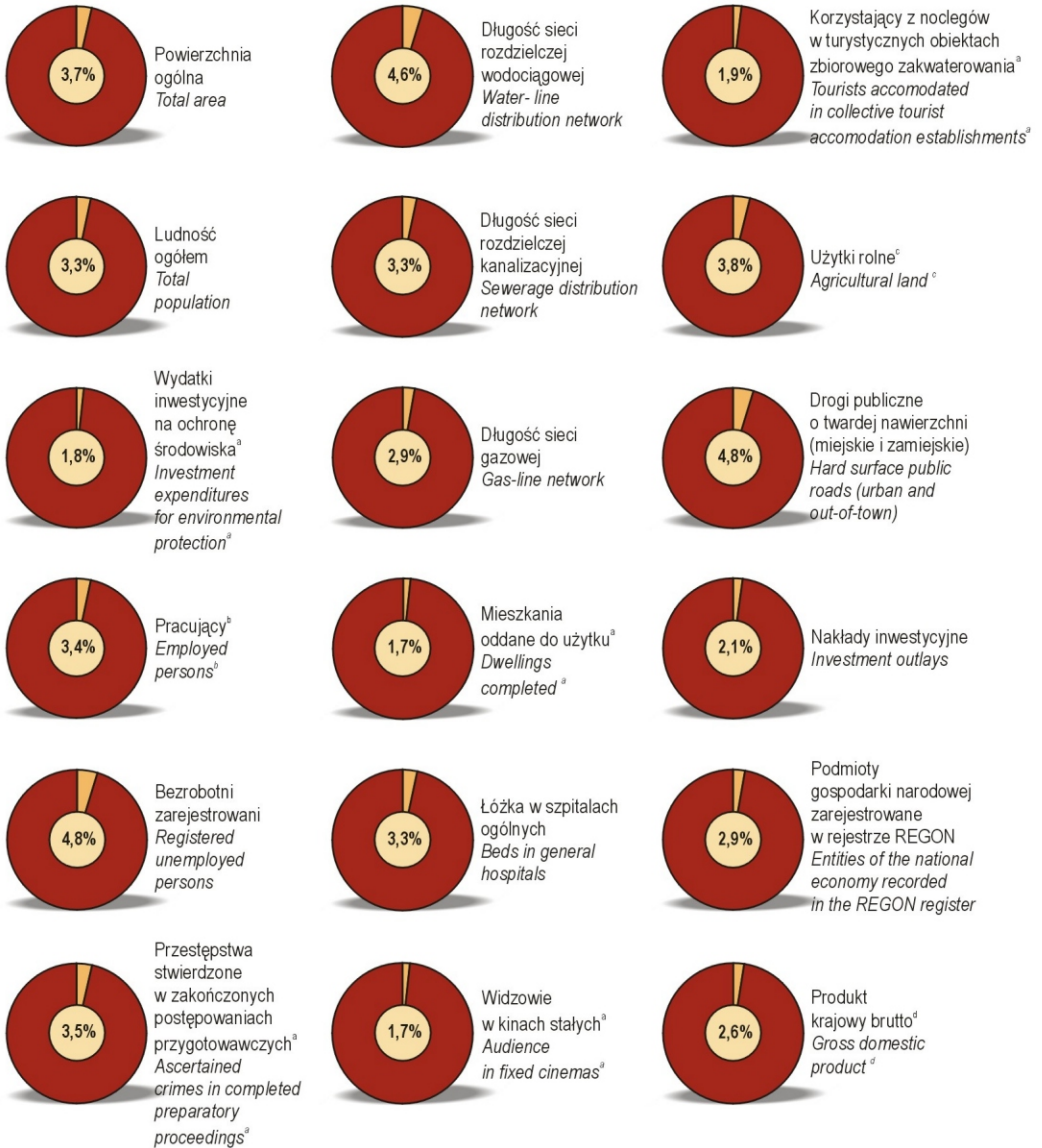 3,7%
Powierzchnia
ogólna
Total area
4,6%
Długość sieci
rozdzielczej
wodociągowej
Water- line
distribution network
1,9%
Korzystający z noclegów
w turystycznych obiektach
zbiorowego zakwaterowania a
Tourists accomodated
in collective tourist
accomodation establishments a
3,3%
Ludność
ogółem
Total
population
3,3%
Długość sieci
rozdzielczej
kanalizacyjnej
Sewerage distribution
network
3,8%
Użytki rolne c
Agricultural land c
1,8%
Wydatki
inwestycyjne
na ochronę
środowiska a
Investment
expenditures
for environmental
protection a
2,9%
Długość sieci
gazowej
Gas-line network
4,8%
Drogi publiczne
o twardej nawierzchni
(miejskie i zamiejskie)
Hard surface public
roads (urban and
out-of-town)
3,4%
Pracujący b
Employed
persons b
1,7%
Mieszkania
oddane do użytku a
Dwellings
completed a
2,1%
Nakłady inwestycyjne
Investment outlays
4,8%
Bezrobotni
zarejestrowani
Registered
unemployed
persons
3,3%
Łóżka w szpitalach
ogólnych
Beds in general
hospitals
2,9%
Podmioty
gospodarki narodowej
zarejestrowane
w rejestrze REGON
Entities of the national
economy recorded
in the REGON register
3,5%
Przestępstwa
stwierdzone
w zakończonych
postępowaniach
przygotowawczych a
Ascertained
crimes in completed
preparatory
proceedings a
1,7%
Widzowie
w kinach stałych a
Audience
in fixed cinemas a
2,6%
Produkt
krajowy brutto d
Gross domestic
product d